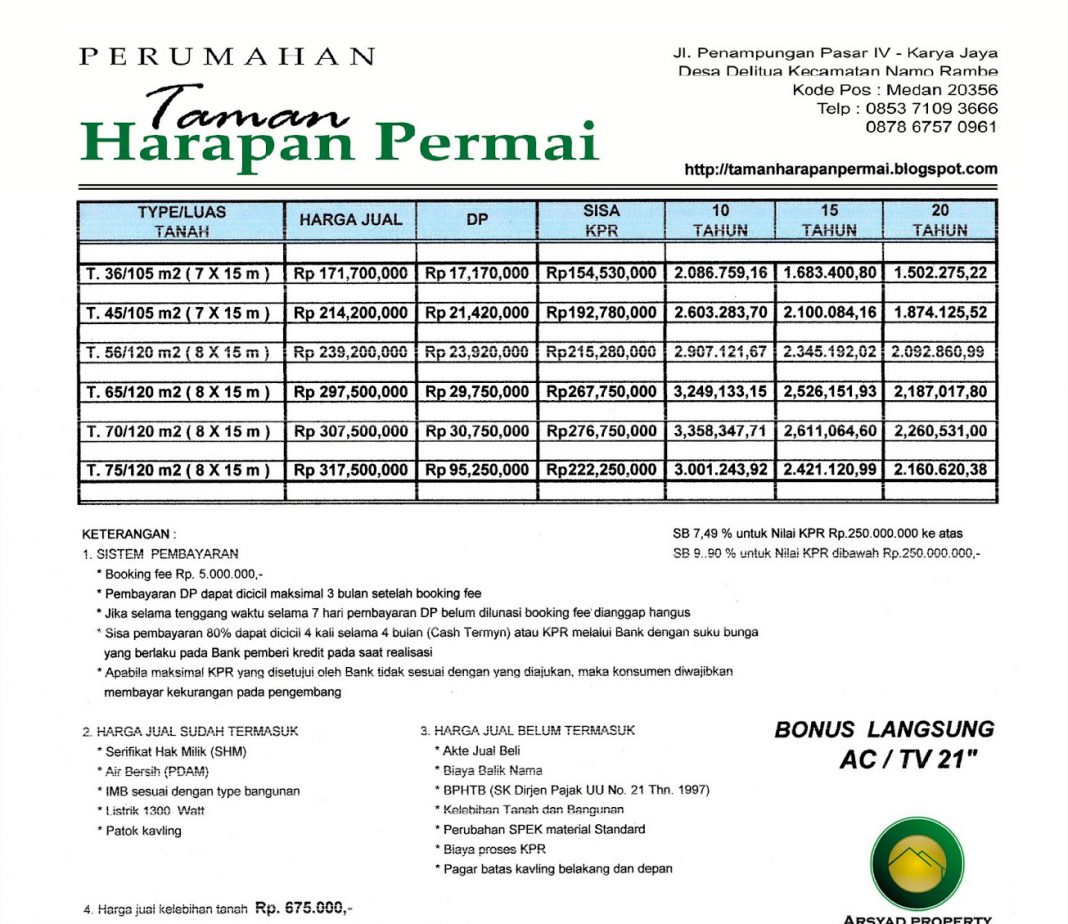 PERUMAHAN
Taman
Harapan Permai
Jl. Penampungan Pasar IV - Karya Jaya
Desa Delitua Kecamatan Namo Rambe
Kode Pos : Medan 20356
Telp : 0853 7109 3666
0878 6757 0961
http://tamanharapanpermai.blogspot.com
TYPE/LUAS TANAH HARGA JUAL DP SISA KPR 10 TAHUN 15 TAHUN 20 TAHUN
T. 36/105 m2 ( 7 X 15 m ) Rp 171,700,000 Rp 17,170,000 Rp154,530,000 2.086.759,16 1.683.400,80 1.502.275,22
T. 45/105 m2 ( 7 X 15 m ) Rp 214,200,000 Rp 21,420,000 Rp192,780,000 2.603.283,70 2.100.084,16 1.874.125,52
T. 56/120 m2 ( 8 X 15 m ) Rp 239,200,000 Rp 23,920,000 Rp215,280,000 2.907.121,67 2.345.192,02 2.092.860,99
T. 65/120 m2 ( 8 X 15 m ) Rp 297,500,000 Rp 29,750,000 Rp267,750,000 3,249,133,15 2,526,151,93 2,187,017,80
T. 70/120 m2 ( 8 X 15 m ) Rp 307,500,000 Rp 30,750,000 Rp276,750,000 3,358,347,71 2,611,064,60 2,260,531,00
T. 75/120 m2 ( 8 X 15 m ) Rp 317,500,000 Rp 95,250,000 Rp222,250,000 3.001.243,92 2.421.120,99 2.160.620,38
KETERANGAN :
SB 7,49 % untuk Nilai KPR Rp.250.000.000 ke atas
SB 9..90 % untuk Nilai KPR dibawah Rp.250.000.000,-
1. SISTEM PEMBAYARAN
* Booking fee Rp. 5.000.000,-
* Pembayaran DP dapat dicicil maksimal 3 bulan setelah booking fee
* Jika selama tenggang waktu selama 7 hari pembayaran DP belum dilunasi booking fee dianggap hangus
* Sisa pembayaran 80% dapat dicicil 4 kali selama 4 bulan (Cash Termyn) atau KPR melalui Bank dengan suku bunga
yang berlaku pada Bank pemberi kredit pada saat realisasi
* Apabila maksimal KPR yang disetujui oleh Bank tidak sesuai dengan yang diajukan, maka konsumen diwajibkan
membayar kekurangan pada pengembang
2. HARGA JUAL SUDAH TERMASUK
* Serifikat Hak Milik (SHM)
* Air Bersih (PDAM)
* IMB sesuai dengan type bangunan
* Listrik 1300 Watt
* Patok kavling
3. HARGA JUAL BELUM TERMASUK
* Akte Jual Beli
* Biaya Balik Nama
* BPHTB (SK Dirjen Pajak UU No. 21 Thn. 1997)
* Kelebihan Tanah dan Bangunan
* Perubahan SPEK material Standard
* Biaya proses KPR
* Pagar batas kavling belakang dan depan
BONUS LANGSUNG
AC / TV 21"
4. Harga jual kelebihan tanah Rp. 675.000,-
ARSYAD PROPERTY